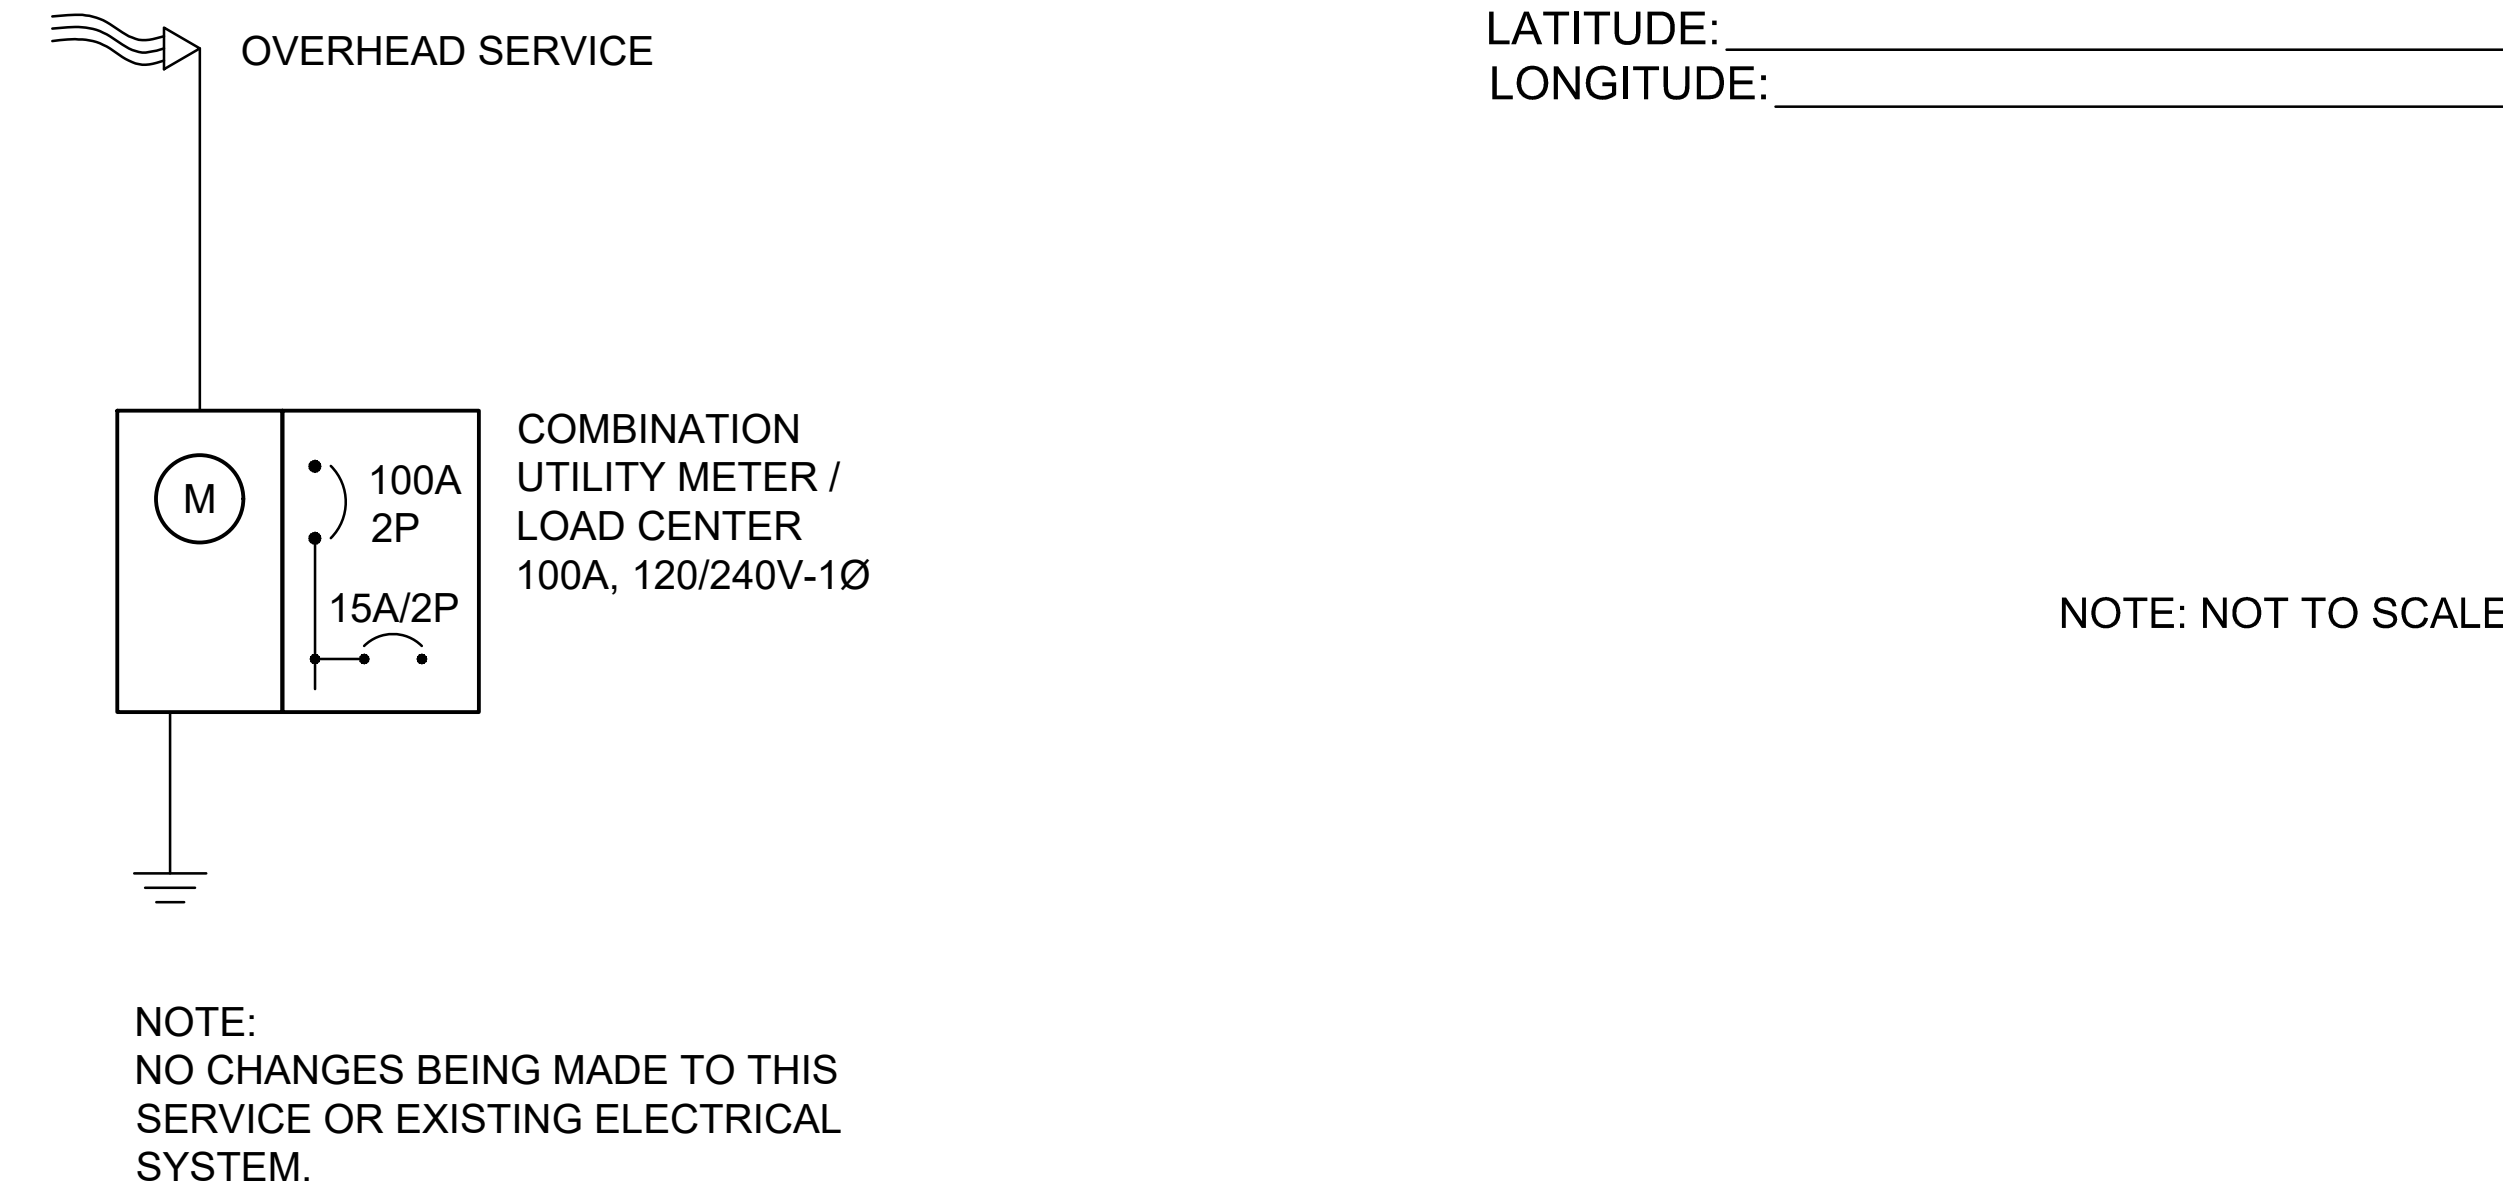 OVERHEAD SERVICE
LATITUDE:
LONGITUDE:
COMBINATION
UTILITY METER /
LOAD CENTER
100A, 120/240V-1Ø
M
100A
2P
15A/2P
NOTE: NOT TO SCALE
NOTE:
NO CHANGES BEING MADE TO THIS
SERVICE OR EXISTING ELECTRICAL
SYSTEM.